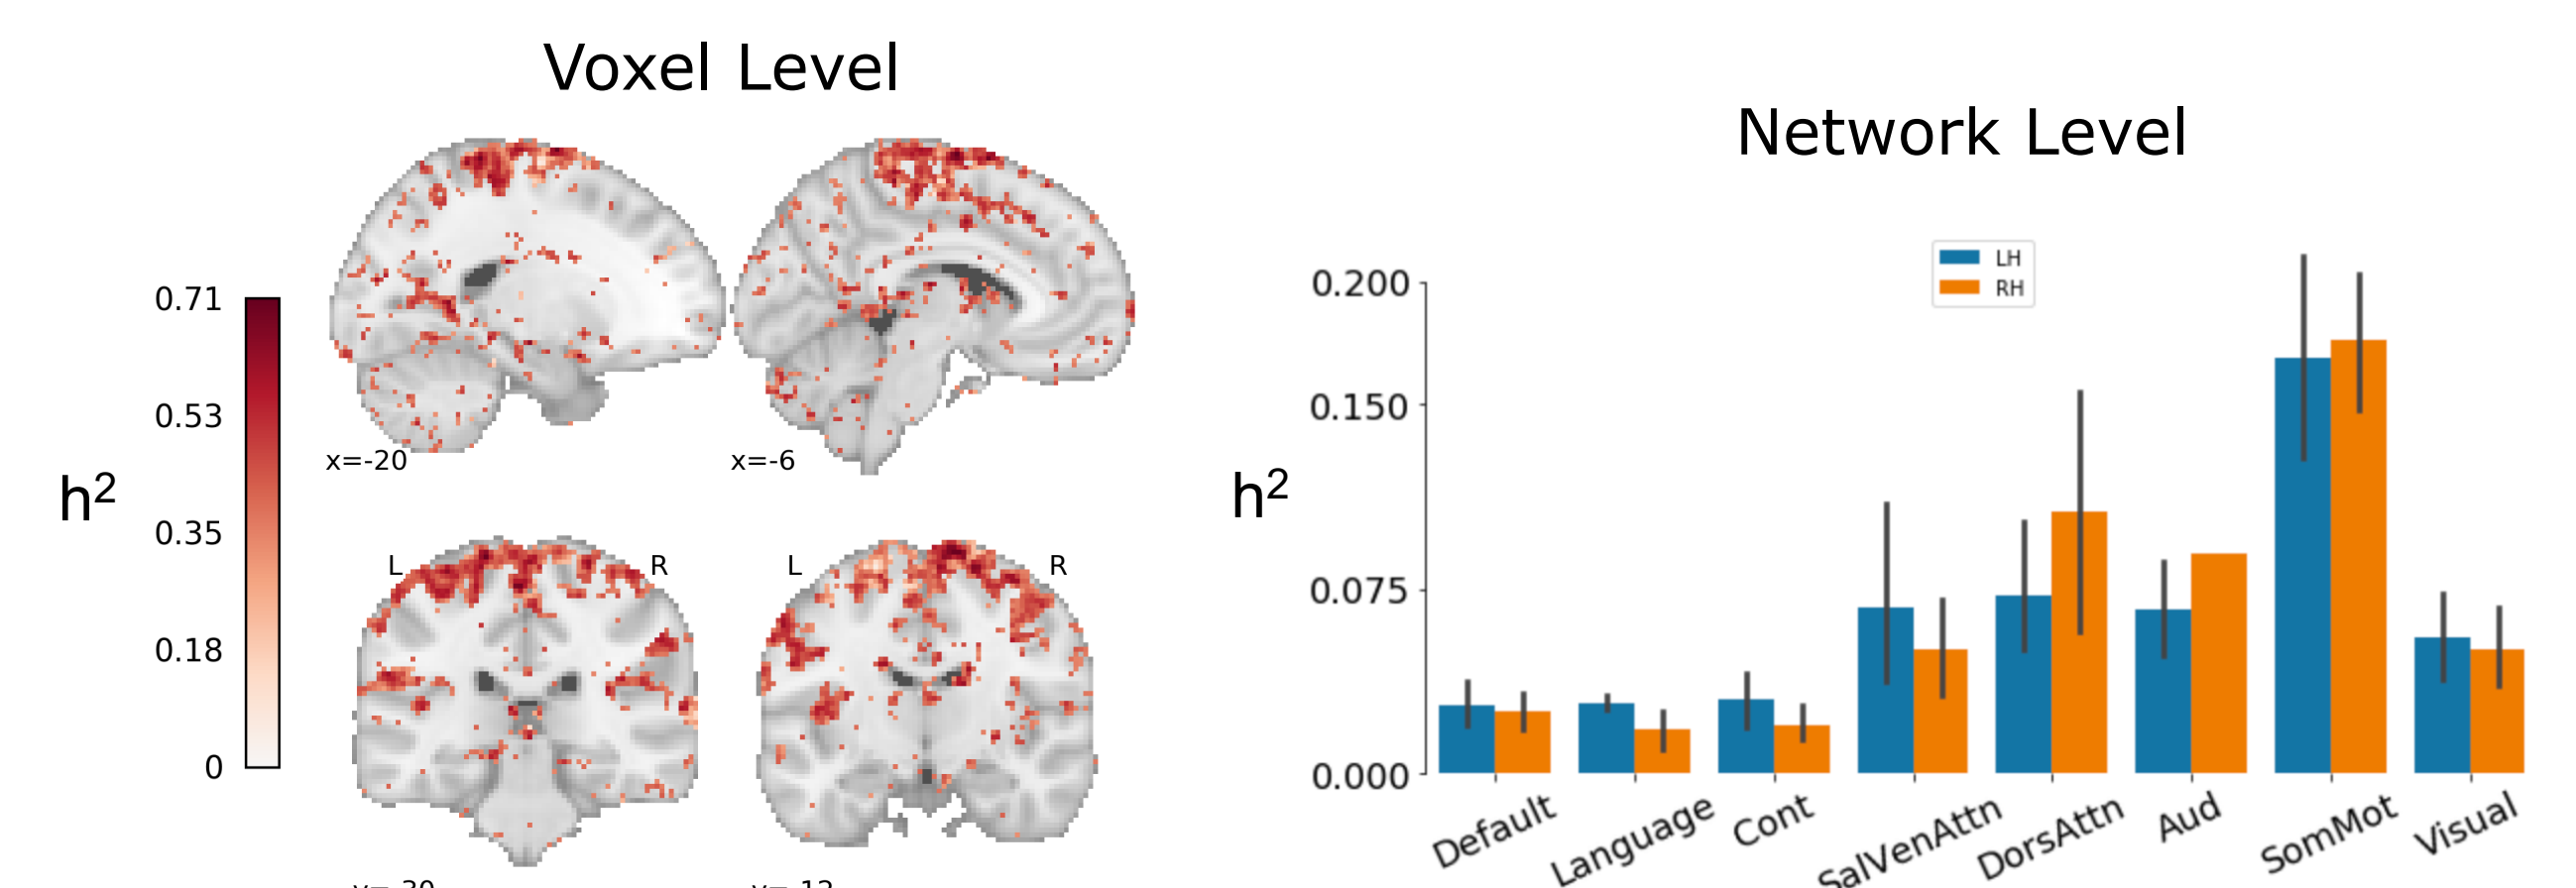 Voxel Level
Network Level
h²
0.71
0.53
0.35
0.18
0
x=-20
x=-6
L
R
L
R
h²
0.200
0.150
0.075
0.000
LH
RH
Default
Language
Cont
SalVenAttn
DorsAttn
Aud
SomMot
Visual